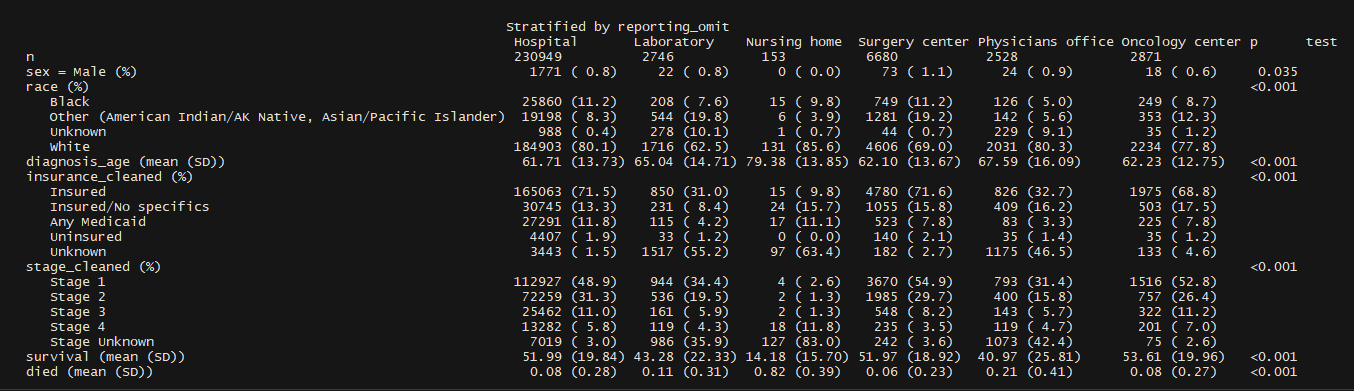 Stratified by reporting_omit
Hospital Laboratory Nursing home Surgery center Physicians office Oncology center p test
n 230949 2746 153 6680 2528 2871
sex = Male (%) 1771 ( 0.8) 22 ( 0.8) 0 ( 0.0) 73 ( 1.1) 24 ( 0.9) 18 ( 0.6) 0.035
race (%) <0.001
Black 25860 (11.2) 208 ( 7.6) 15 ( 9.8) 749 (11.2) 126 ( 5.0) 249 ( 8.7)
Other (American Indian/AK Native, Asian/Pacific Islander) 19198 ( 8.3) 544 (19.8) 6 ( 3.9) 1281 (19.2) 142 ( 5.6) 353 (12.3)
Unknown 988 ( 0.4) 278 (10.1) 1 ( 0.7) 44 ( 0.7) 229 ( 9.1) 35 ( 1.2)
White 184903 (80.1) 1716 (62.5) 131 (85.6) 4606 (69.0) 2031 (80.3) 2234 (77.8)
diagnosis_age (mean (SD)) 61.71 (13.73) 65.04 (14.71) 79.38 (13.85) 62.10 (13.67) 67.59 (16.09) 62.23 (12.75) <0.001
insurance_cleaned (%) <0.001
Insured 165063 (71.5) 850 (31.0) 15 ( 9.8) 4780 (71.6) 826 (32.7) 1975 (68.8)
Insured/No specifics 30745 (13.3) 231 ( 8.4) 24 (15.7) 1055 (15.8) 409 (16.2) 503 (17.5)
Any Medicaid 27291 (11.8) 115 ( 4.2) 17 (11.1) 523 ( 7.8) 83 ( 3.3) 225 ( 7.8)
Uninsured 4407 ( 1.9) 33 ( 1.2) 0 ( 0.0) 140 ( 2.1) 35 ( 1.4) 35 ( 1.2)
Unknown 3443 ( 1.5) 1517 (55.2) 97 (63.4) 182 ( 2.7) 1175 (46.5) 133 ( 4.6)
stage_cleaned (%) <0.001
Stage 1 112927 (48.9) 944 (34.4) 4 ( 2.6) 3670 (54.9) 793 (31.4) 1516 (52.8)
Stage 2 72259 (31.3) 536 (19.5) 2 ( 1.3) 1985 (29.7) 400 (15.8) 757 (26.4)
Stage 3 25462 (11.0) 161 ( 5.9) 2 ( 1.3) 548 ( 8.2) 143 ( 5.7) 322 (11.2)
Stage 4 13282 ( 5.8) 119 ( 4.3) 18 (11.8) 235 ( 3.5) 119 ( 4.7) 201 ( 7.0)
Stage Unknown 7019 ( 3.0) 986 (35.9) 127 (83.0) 242 ( 3.6) 1073 (42.4) 75 ( 2.6)
survival (mean (SD)) 51.99 (19.84) 43.28 (22.33) 14.18 (15.70) 51.97 (18.92) 40.97 (25.81) 53.61 (19.96) <0.001
died (mean (SD)) 0.08 (0.28) 0.11 (0.31) 0.82 (0.39) 0.06 (0.23) 0.21 (0.41) 0.08 (0.27) <0.001